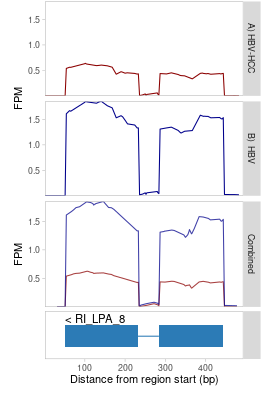 1.5
1.0
0.5
FPM
A) HBV-HCC
1.5
1.0
0.5
B) HBV
1.5
1.0
0.5
FPM
Combined
< RI_LPA_8
100
200
300
400
Distance from region start (bp)